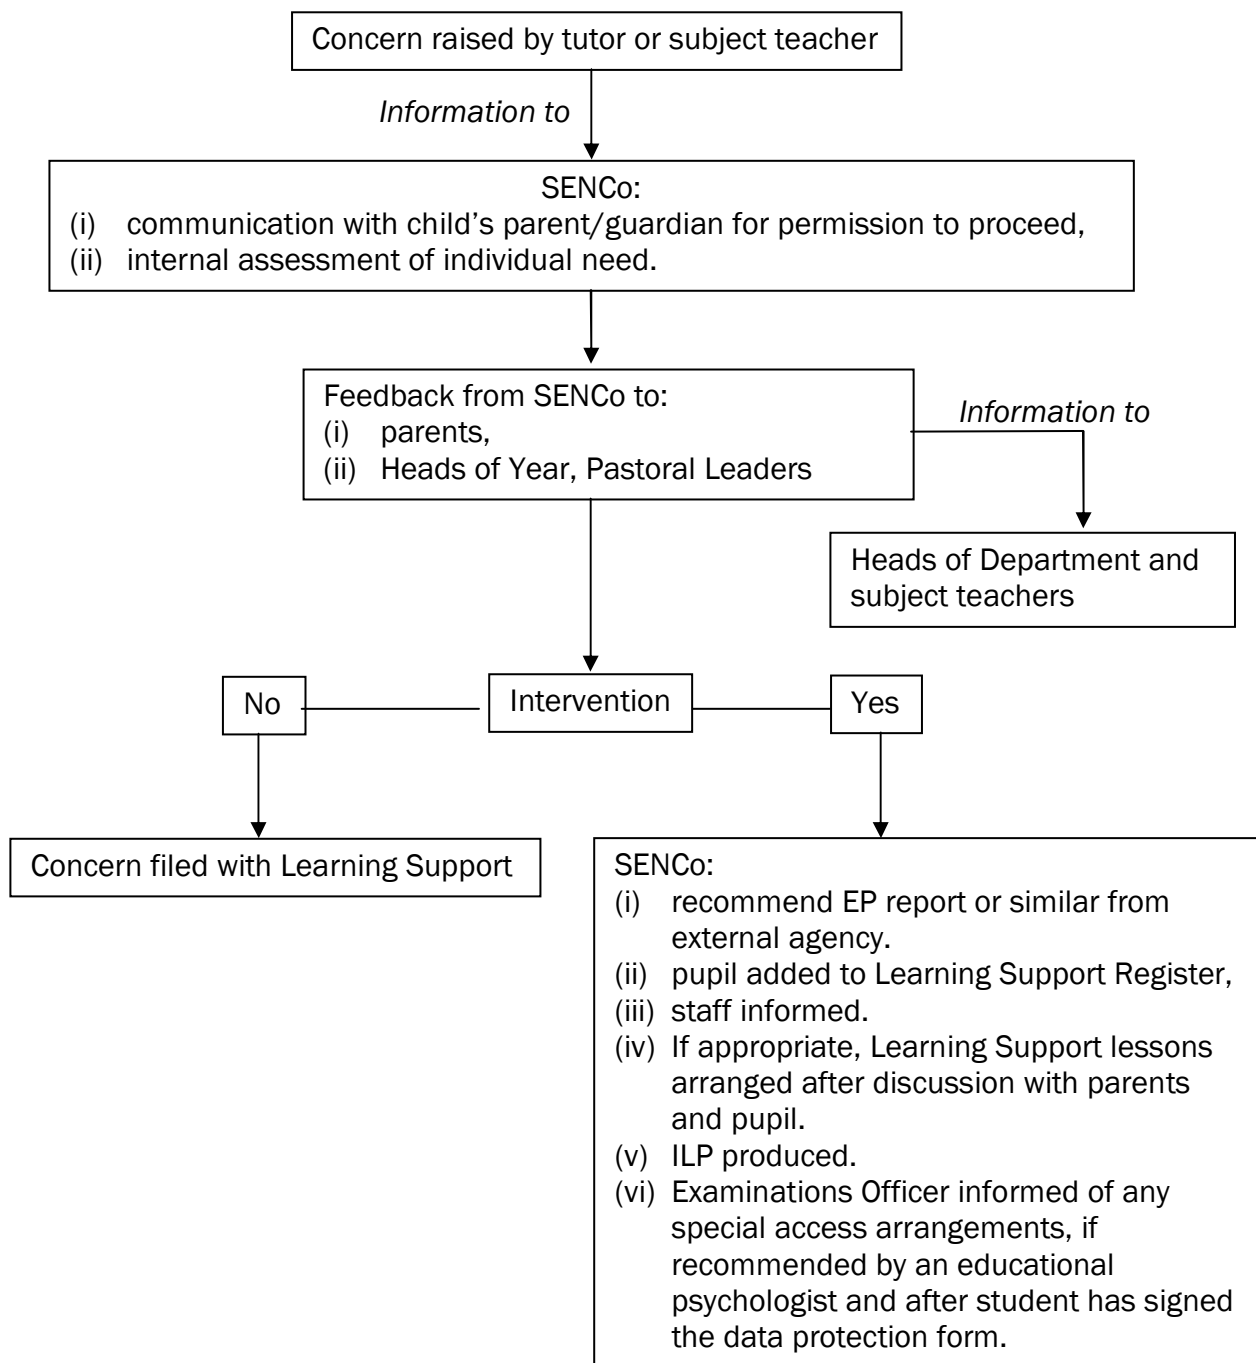 Concern raised by tutor or subject teacher
Information to
SENCo:
(i) communication with child’s parent/guardian for permission to proceed,
(ii) internal assessment of individual need.
Feedback from SENCo to:
(i) parents,
(ii) Heads of Year, Pastoral Leaders
Information to
Heads of Department and
subject teachers
No
Intervention
Yes
Concern filed with Learning Support
SENCo:
(i) recommend EP report or similar from
external agency.
(ii) pupil added to Learning Support Register,
(iii) staff informed.
(iv) If appropriate, Learning Support lessons
arranged after discussion with parents
and pupil.
(v) ILP produced.
(vi) Examinations Officer informed of any
special access arrangements, if
recommended by an educational
psychologist and after student has signed
the data protection form.